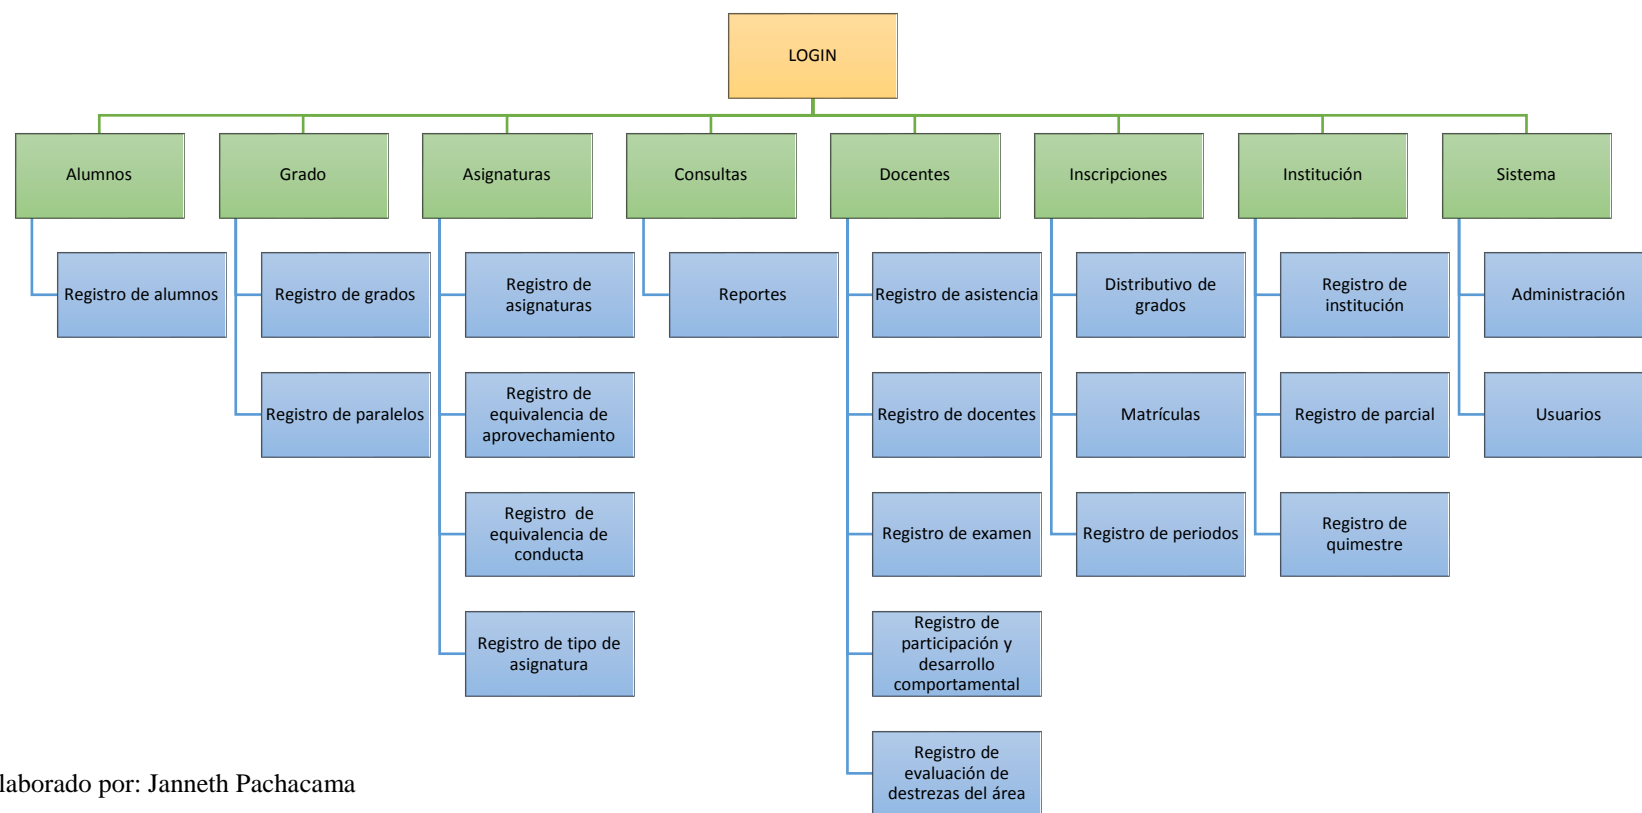 LOGIN
Alumnos
Grado
Asignaturas
Consultas
Docentes
Inscripciones
Institución
Sistema
Registro de alumnos
Registro de grados
Registro de
asignaturas
Reportes
Registro de asistencia
Distributivo de
grados
Registro de
institución
Administración
Registro de paralelos
Registro de
equivalencia de
aprovechamiento
Registro de docentes
Matrículas
Registro de parcial
Usuarios
Registro  de
equivalencia de
conducta
Registro de examen
Registro de periodos
Registro de
quimestre
Registro de tipo de
asignatura
Registro de
participación y
desarrollo
comportamental
Registro de
evaluación de
destrezas del área
laborado por: Janneth Pachacama